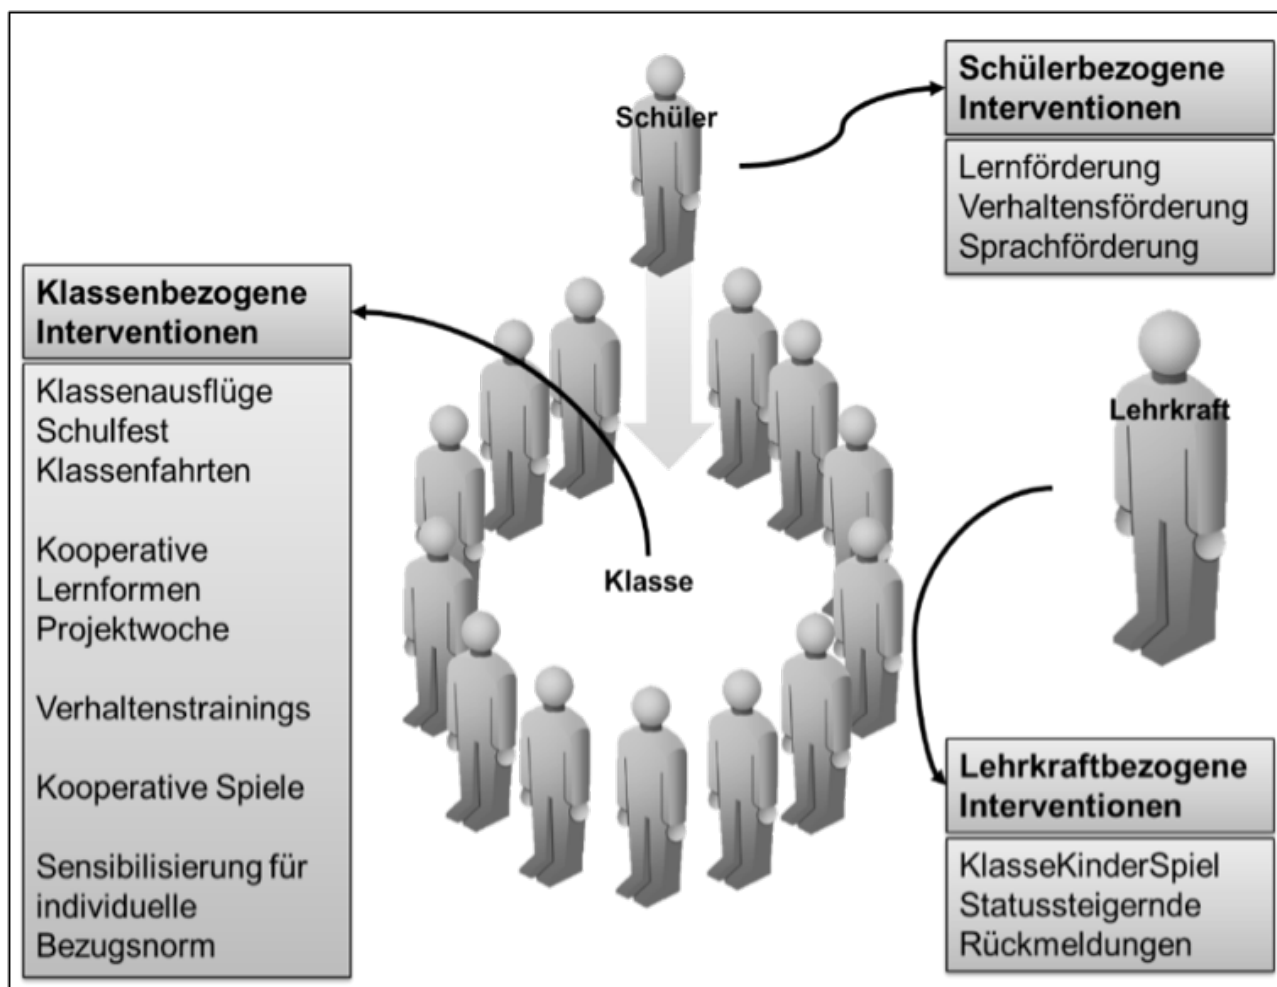 Schüler
Schülerbezogene
Interventionen
Lernförderung
Verhaltensförderung
Sprachförderung
Klassenbezogene
Interventionen
Klassenausflüge
Schulfest
Klassenfahrten
Kooperative
Lernformen
Projektwoche
Verhaltenstrainings
Kooperative Spiele
Sensibilisierung für
individuelle
Bezugsnorm
Klasse
Lehrkraft
Lehrkraftbezogene
Interventionen
KlasseKinderSpiel
Statussteigernde
Rückmeldungen